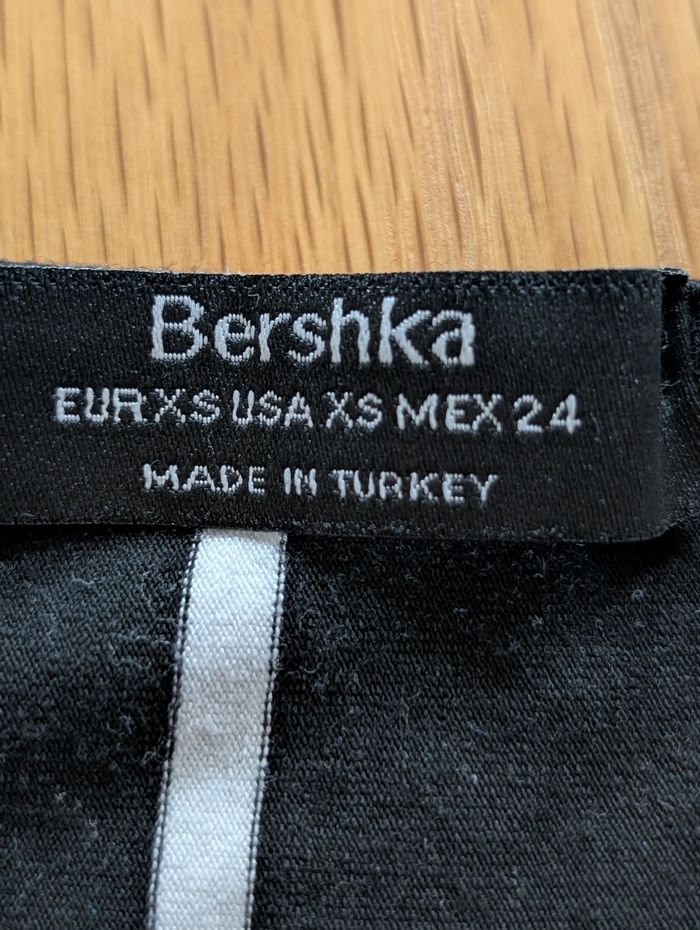 Bershka
EUR XS USA XS MEX 24
MADE IN TURKEY